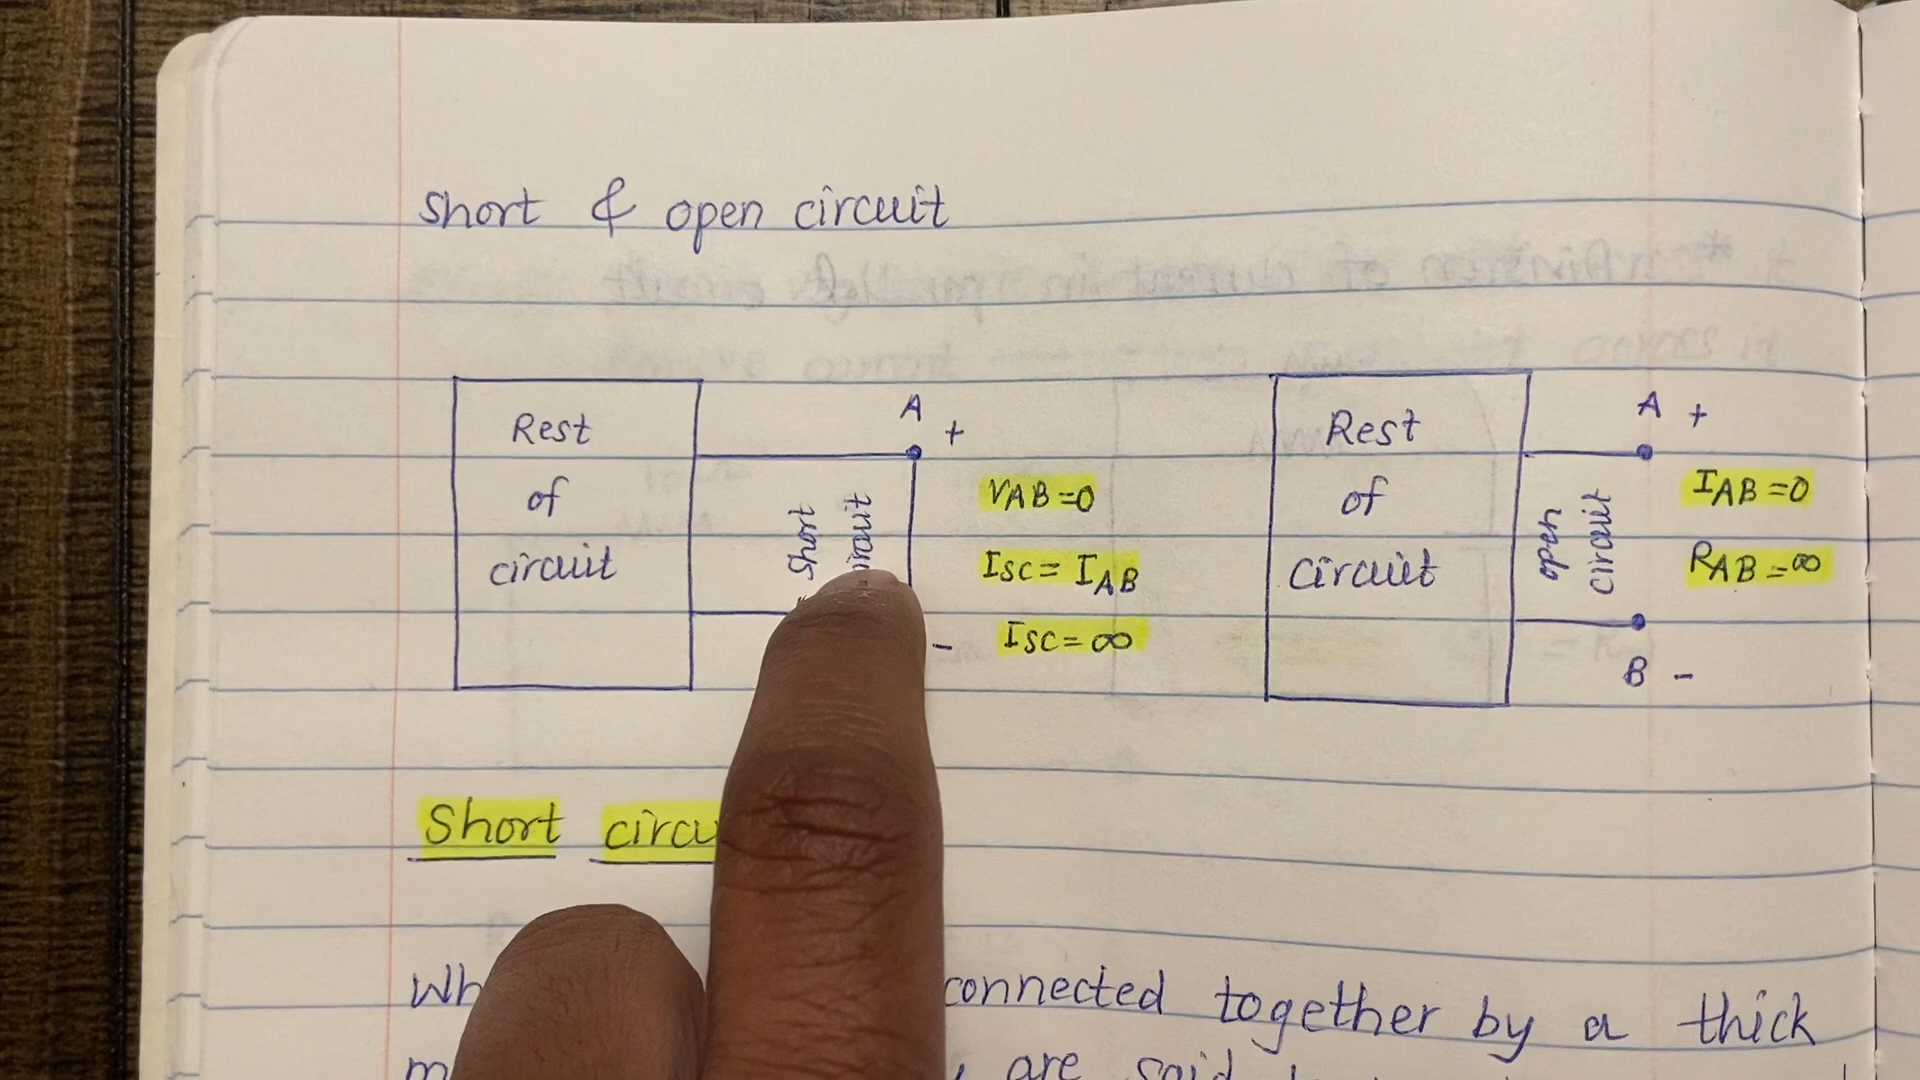 short & open circuit
Rest
of
circuit
short
A
+
VAB=0
ISC= IAB
ISC=∞
-
Rest
of
circuit
open
circuit
A +
IAB=0
RAB=∞
B -
Short
connected together by a thick
are said